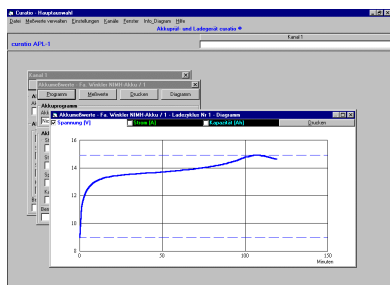 Curatio - Hauptauswahl
Datei Meßwerte verwalten Einstellungen Kanäle Fenster Info_Diagramm Hilfe
Akkuprüf- und Ladegerät curatio ®
curatio APL-1
Kanal 1
Kanal 1
Akkumeßwerte - Fa. Winkler NIMH-Akku / 1
Programm Meßwerte Drucken Diagramm
Akkuprogramm
Akkumeßwerte - Fa. Winkler NIMH-Akku / 1 - Ladezyklus Nr 1 - Diagramm
Spannung [V] Strom [A] Kapazität [Ah] Drucken
16
14
12
10
8
0 50 100 150
Minuten